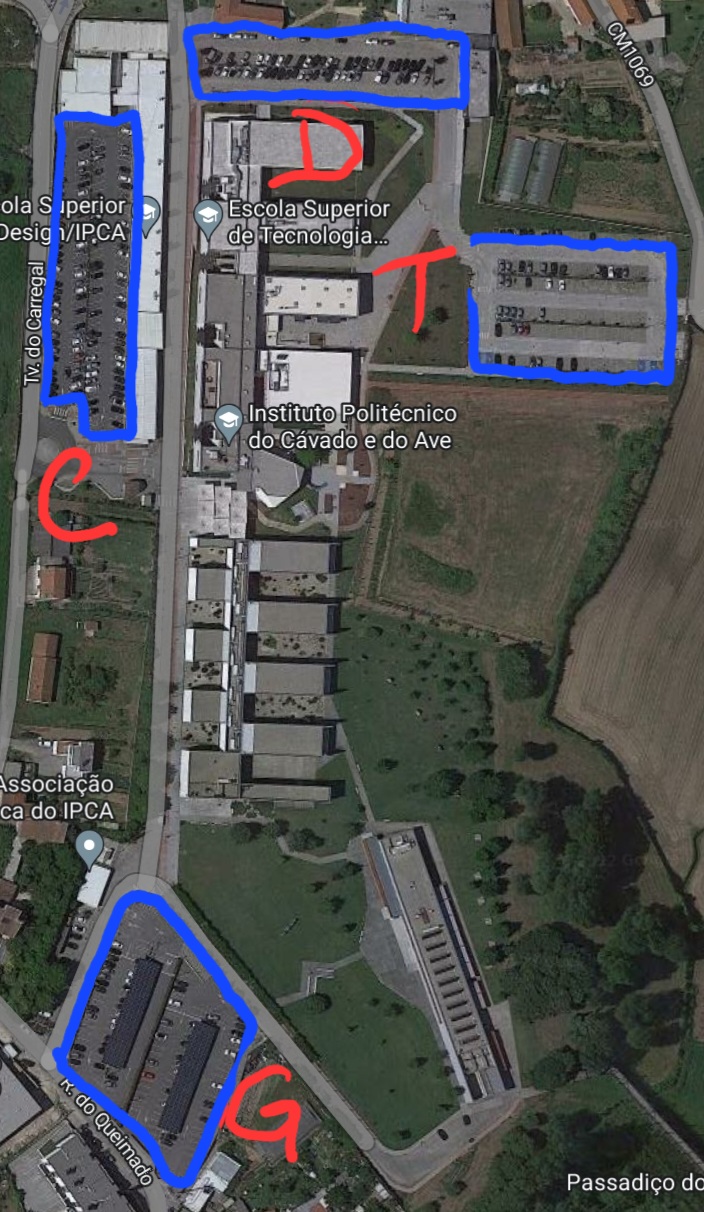 CM1069
D
ola Superior
Design/IPCA
Escola Superior
de Tecnologia...
T
Tv. do Carregal
Instituto Politécnico
do Cávado e do Ave
C
Associação
ca do IPCA
G
R. do Queimado
Passadiço do